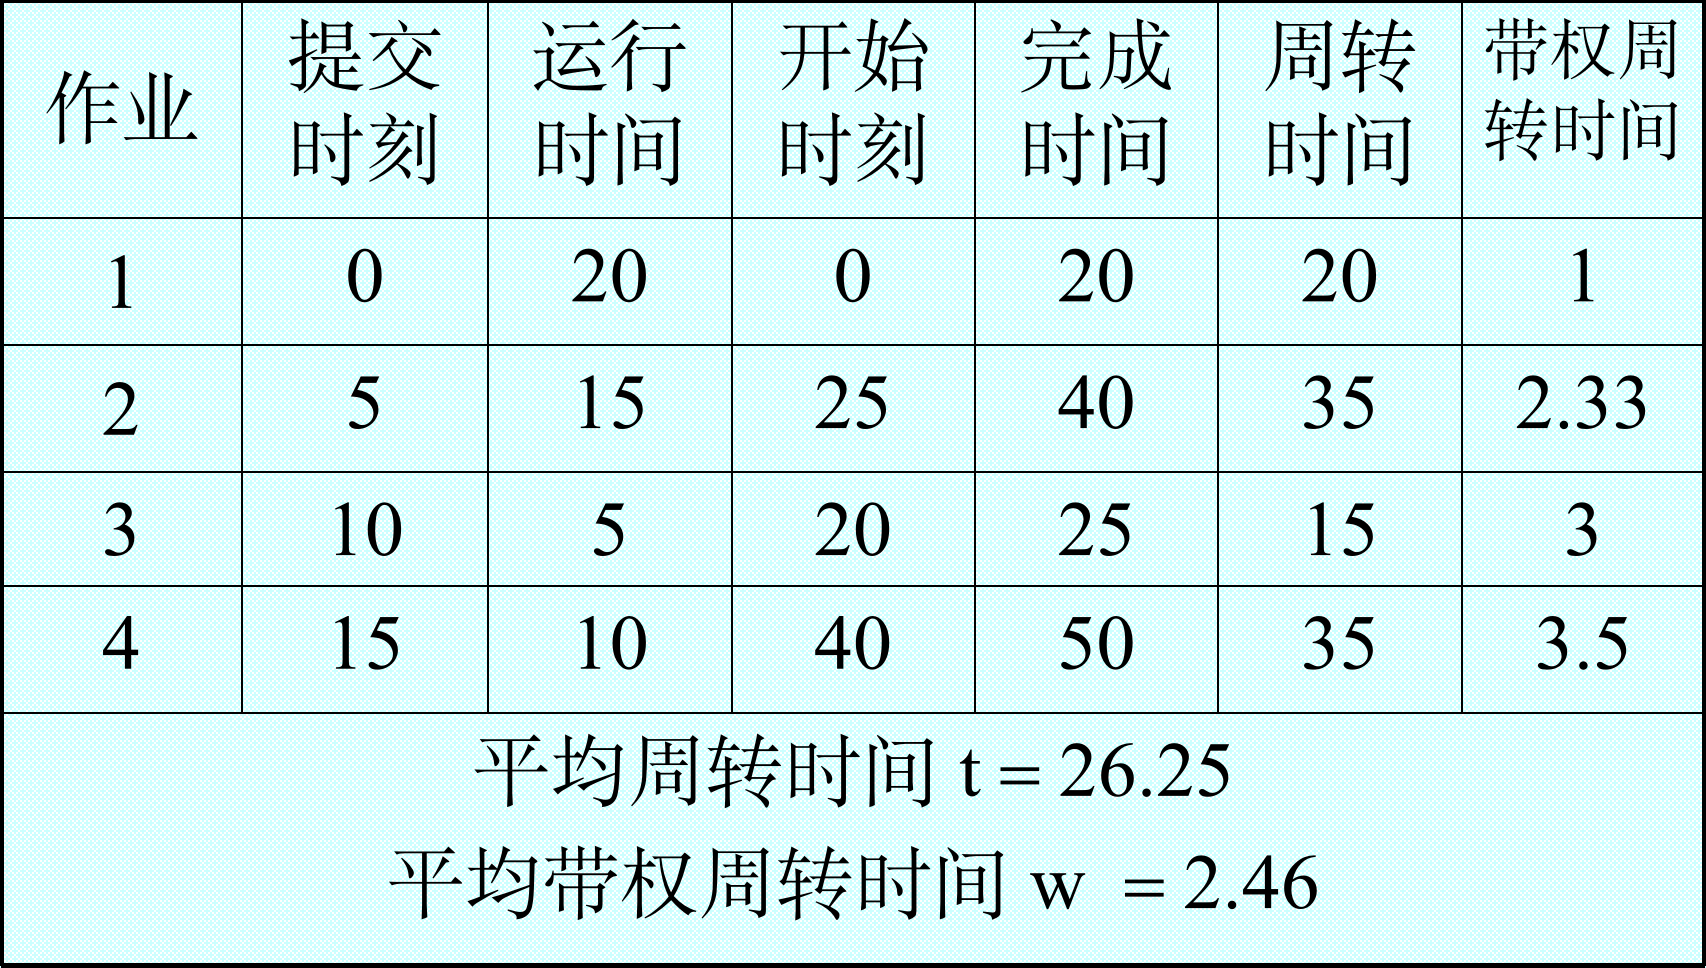 作业 提交时刻 运行时间 开始时刻 完成时间 周转时间 带权周转时间
1 0 20 0 20 20 1
2 5 15 25 40 35 2.33
3 10 5 20 25 15 3
4 15 10 40 50 35 3.5
平均周转时间 t = 26.25
平均带权周转时间 w = 2.46